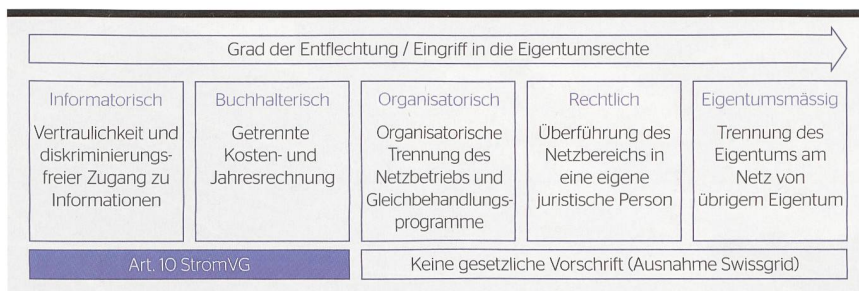 Grad der Entflechtung / Eingriff in die Eigentumsrechte
Informatorisch
Vertraulichkeit und
diskriminierungs-
freier Zugang zu
Informationen
Buchhalterisch
Getrennte
Kosten- und
Jahresrechnung
Organisatorisch
Organisatorische
Trennung des
Netzbetriebs und
Gleichbehandlungs-
programme
Rechtlich
Überführung des
Netzbereichs in
eine eigene
juristische Person
Eigentumsmässig
Trennung des
Eigentums am
Netz von
übrigem Eigentum
Art. 10 StromVG
Keine gesetzliche Vorschrift (Ausnahme Swissgrid)